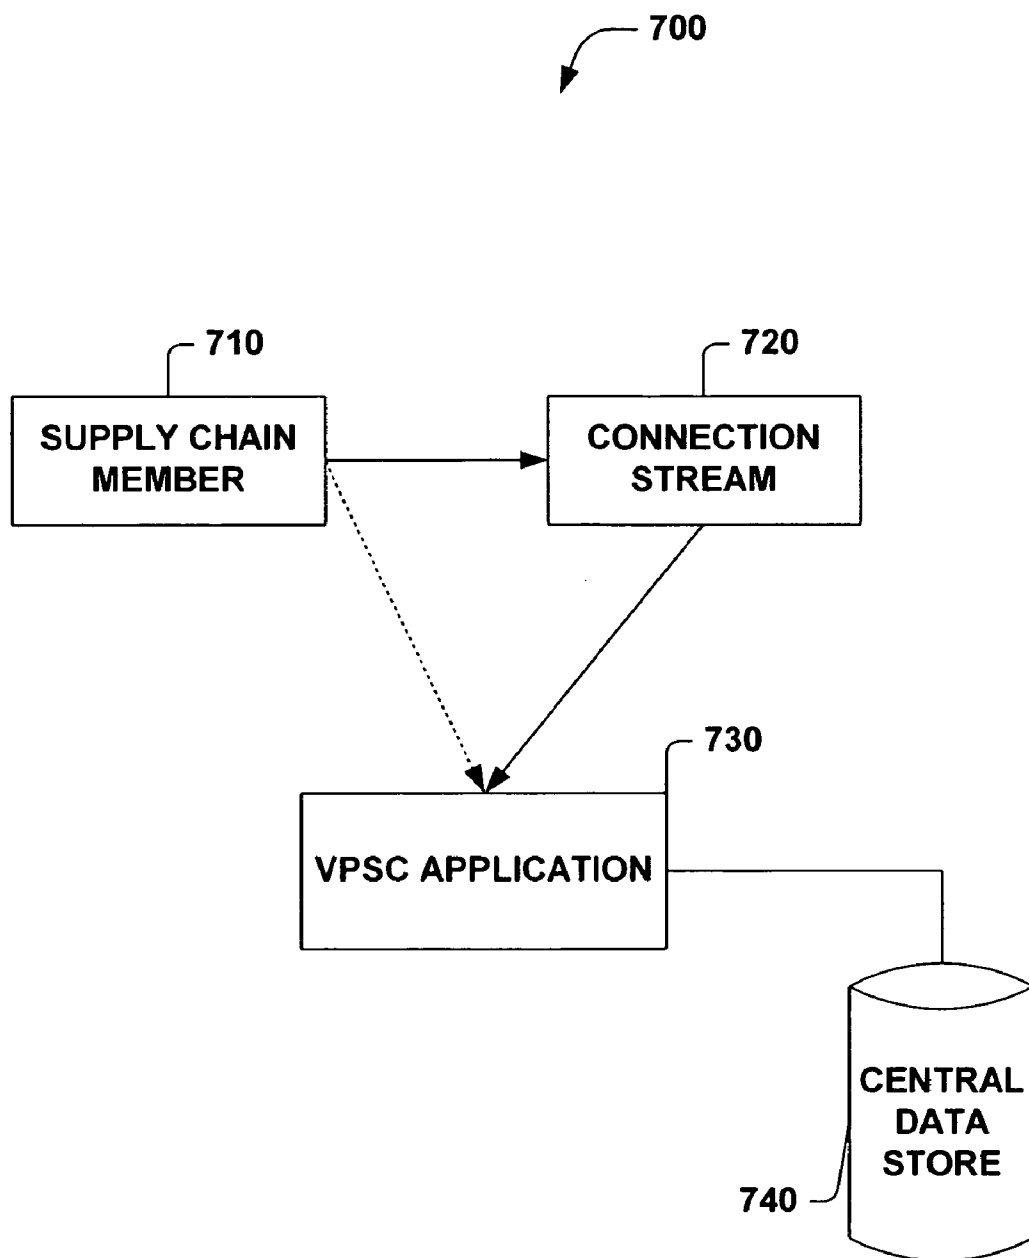 700
710
720
SUPPLY CHAIN
MEMBER
CONNECTION
STREAM
730
VPSC APPLICATION
CENTRAL
DATA
STORE
740